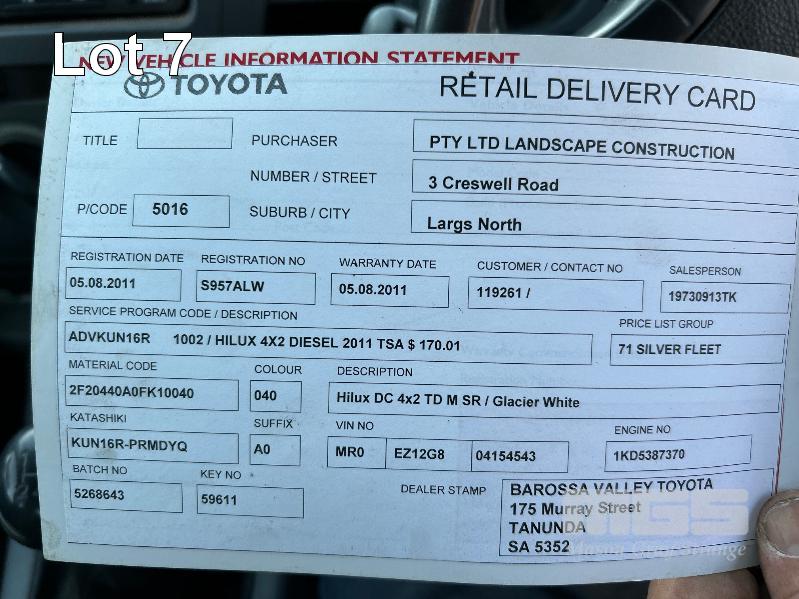 Lot 7
NEW VEHICLE INFORMATION STATEMENT
TOYOTA
RETAIL DELIVERY CARD
TITLE
PURCHASER
PTY LTD LANDSCAPE CONSTRUCTION
NUMBER / STREET
3 Creswell Road
P/CODE
5016
SUBURB / CITY
Largs North
REGISTRATION DATE
REGISTRATION NO
WARRANTY DATE
CUSTOMER / CONTACT NO
SALESPERSON
05.08.2011
S957ALW
05.08.2011
119261 /
19730913TK
SERVICE PROGRAM CODE / DESCRIPTION
PRICE LIST GROUP
ADVKUN16R 1002 / HILUX 4X2 DIESEL 2011 TSA $ 170.01
71 SILVER FLEET
MATERIAL CODE
COLOUR
DESCRIPTION
2F20440A0FK10040
040
Hilux DC 4x2 TD M SR / Glacier White
KATASHIKI
SUFFIX
VIN NO
ENGINE NO
KUN16R-PRMDYQ
A0
MR0
EZ12G8
04154543
1KD5387370
BATCH NO
KEY NO
5268643
59611
DEALER STAMP
BAROSSA VALLEY TOYOTA
175 Murray Street
TANUNDA
SA 5352
MGS
Mason Gray Strange